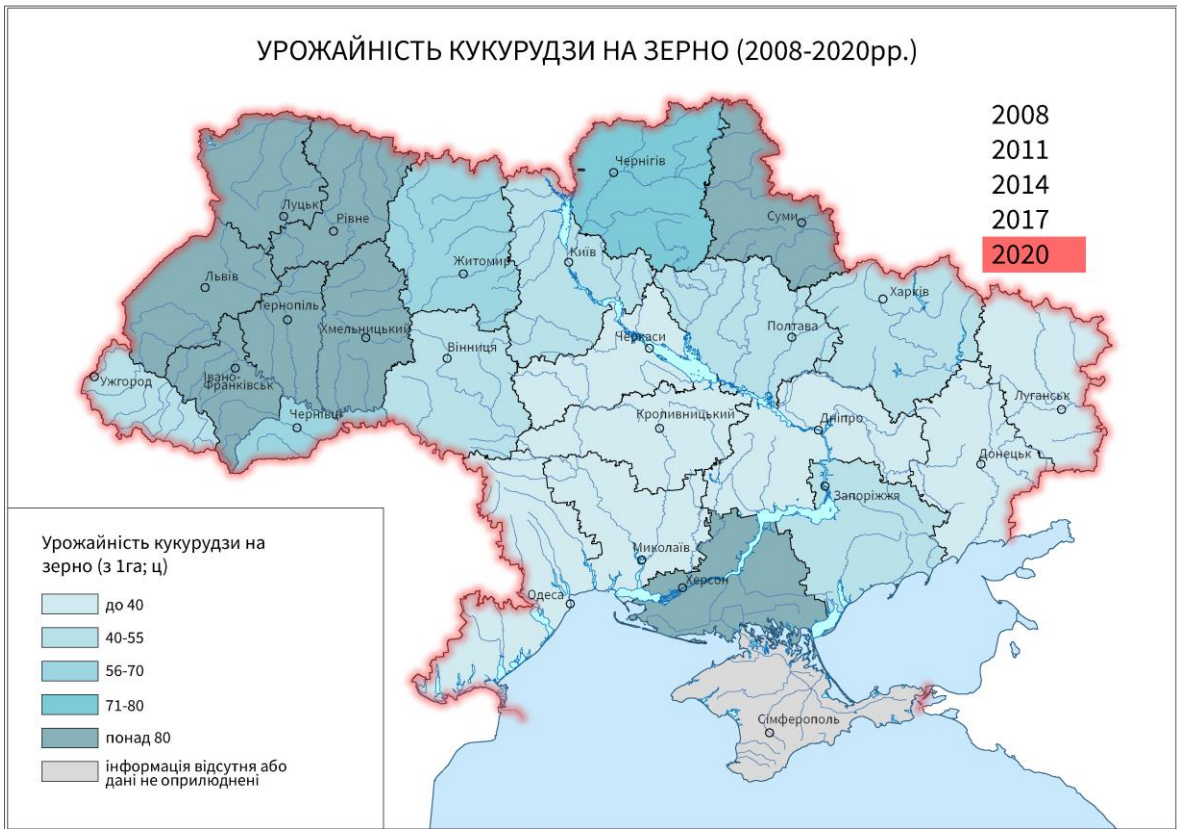 УРОЖАЙНІСТЬ КУКУРУДЗИ НА ЗЕРНО (2008-2020рр.)
2008
2011
2014
2017
2020
Чернігів
Луцьк
Рівне
Суми
Київ
Житомир
Львів
Харків
Тернопіль
Хмельницький
Полтава
Черкаси
Вінниця
Івано-
Франківськ
Ужгород
Чернівці
Кропивницький
Дніпро
Луганськ
Донецьк
Запоріжжя
Миколаїв
Херсон
Одеса
Сімферополь
Урожайність кукурудзи на
зерно (з 1га; ц)
до 40
40-55
56-70
71-80
понад 80
інформація відсутня або
дані не оприлюднені